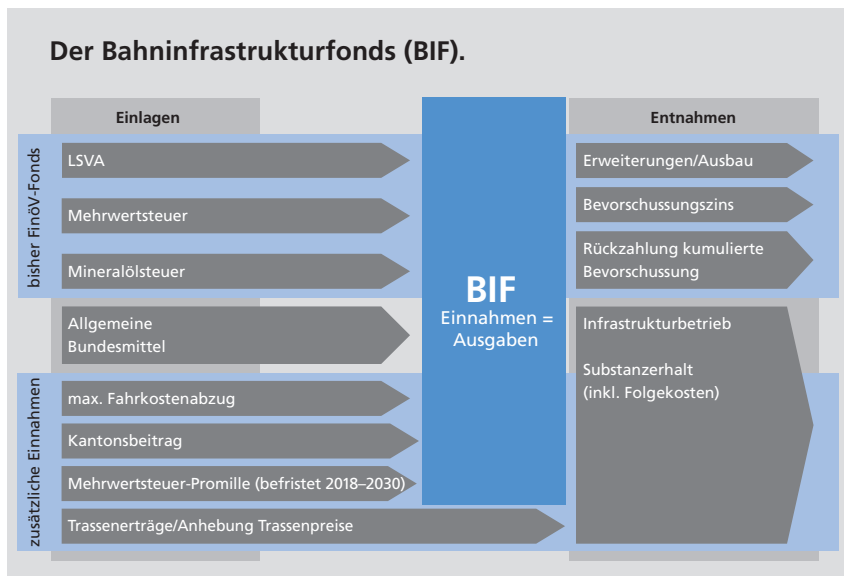 Der Bahninfrastrukturfonds (BIF).
Einlagen
Entnahmen
bisher FinöV-Fonds
LSVA
Mehrwertsteuer
Mineralölsteuer
Allgemeine
Bundesmittel
zusätzliche Einnahmen
max. Fahrkostenabzug
Kantonsbeitrag
Mehrwertsteuer-Promille (befristet 2018–2030)
Trassenerträge/Anhebung Trassenpreise
BIF
Einnahmen =
Ausgaben
Erweiterungen/Ausbau
Bevorschussungszins
Rückzahlung kumulierte
Bevorschussung
Infrastrukturbetrieb
Substanzerhalt
(inkl. Folgekosten)